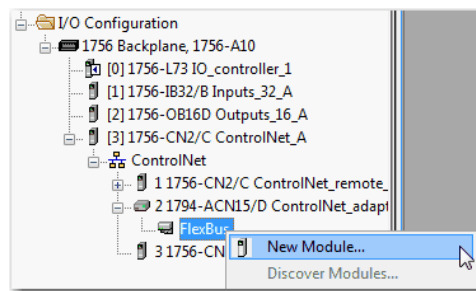 I/O Configuration
1756 Backplane, 1756-A10
[0] 1756-L73 IO_controller_1
[1] 1756-IB32/B Inputs_32_A
[2] 1756-OB16D Outputs_16_A
[3] 1756-CN2/C ControlNet_A
ControlNet
1 1756-CN2/C ControlNet_remote_
2 1794-ACN15/D ControlNet_adapt
FlexBus
New Module...
3 1756-CN
Discover Modules...